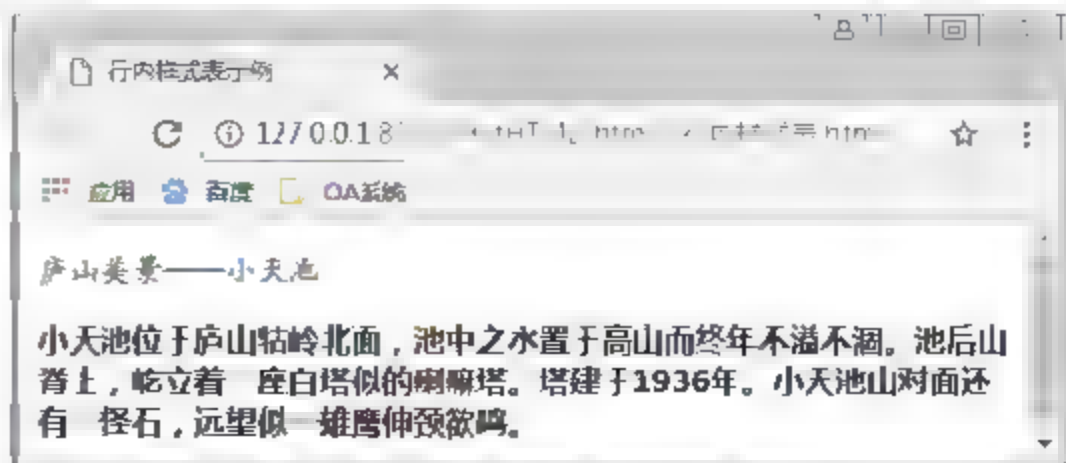 行内样式表示例
127.0.0.1:8
应用 百度 OA系统
庐山美景——小天池
小天池位于庐山牯岭北面，池中之水置于高山而终年不溢不涸。池后山
脊上，屹立着一座白塔似的喇嘛塔。塔建于1936年。小天池山对面还
有一怪石，远望似一雄鹰伸颈欲鸣。